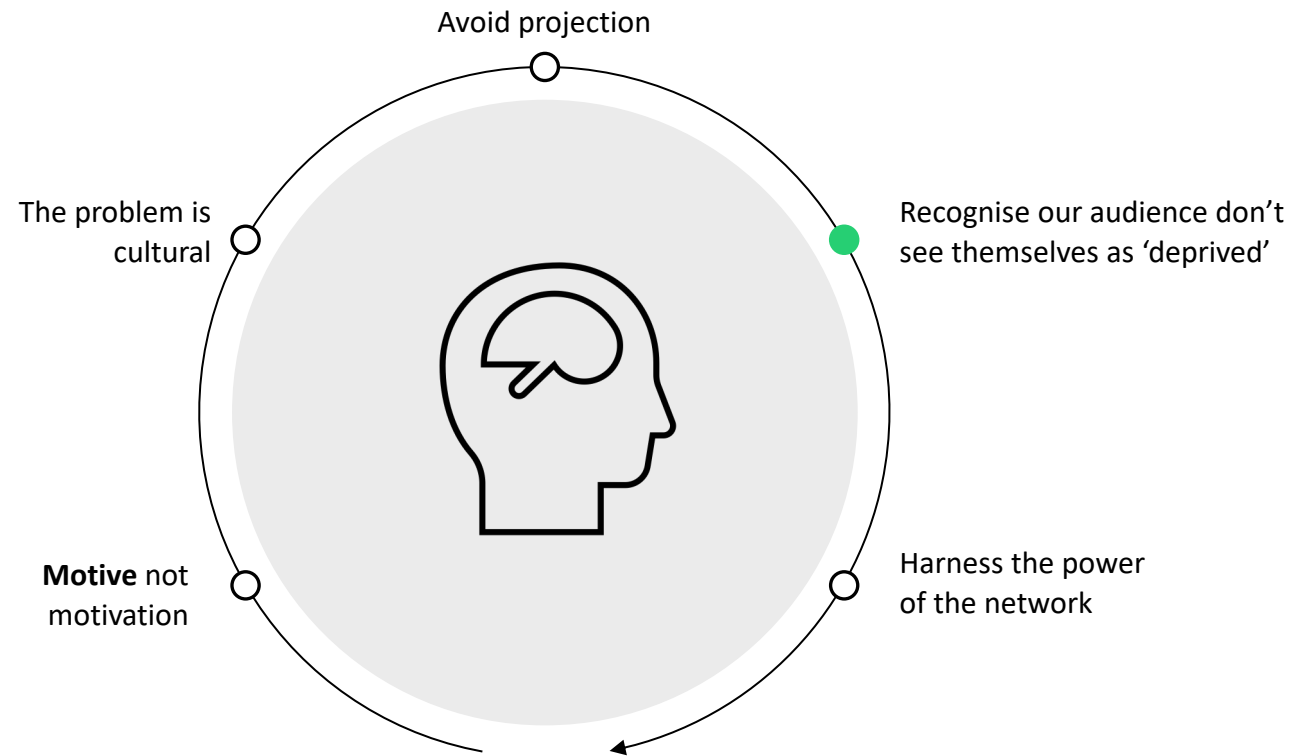 Avoid projection
The problem is
cultural
Recognise our audience don’t
see themselves as ‘deprived’
Motive not
motivation
Harness the power
of the network